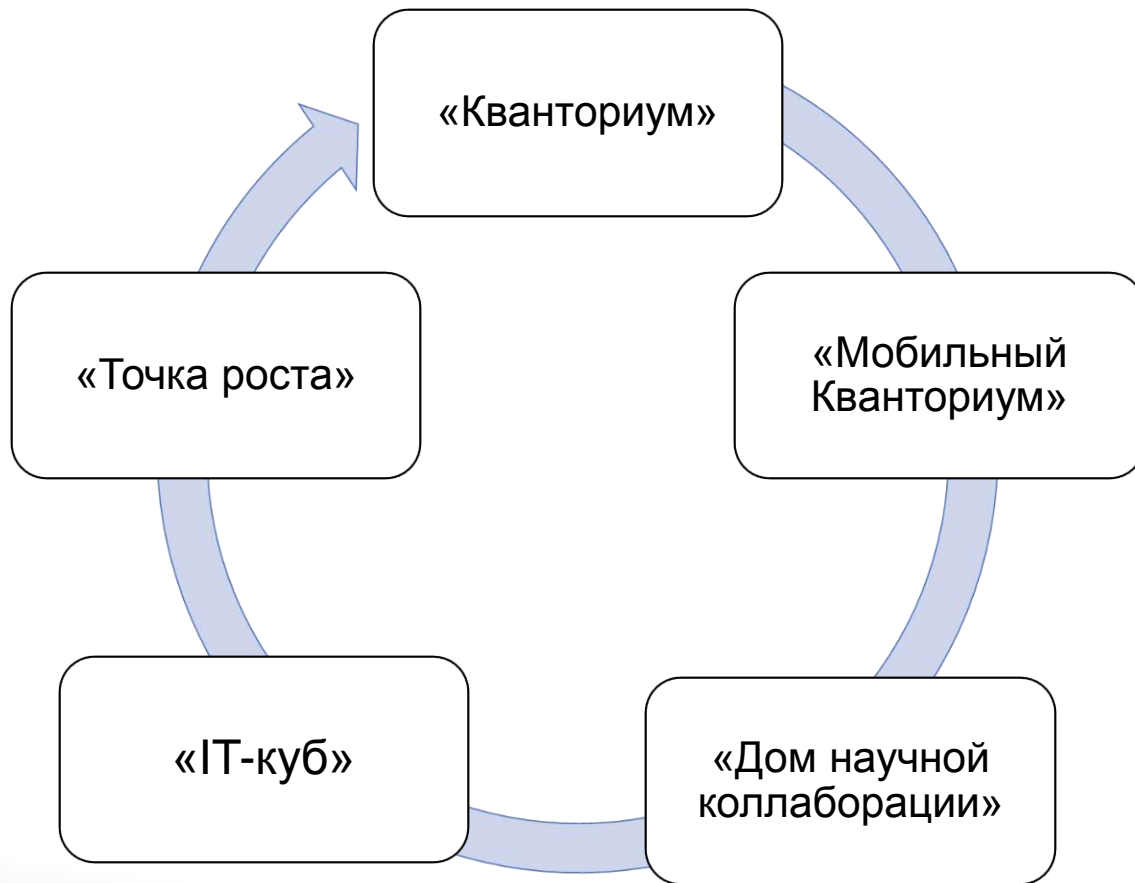 «Кванториум»
«Мобильный
Кванториум»
«Дом научной
коллаборации»
«IT-куб»
«Точка роста»